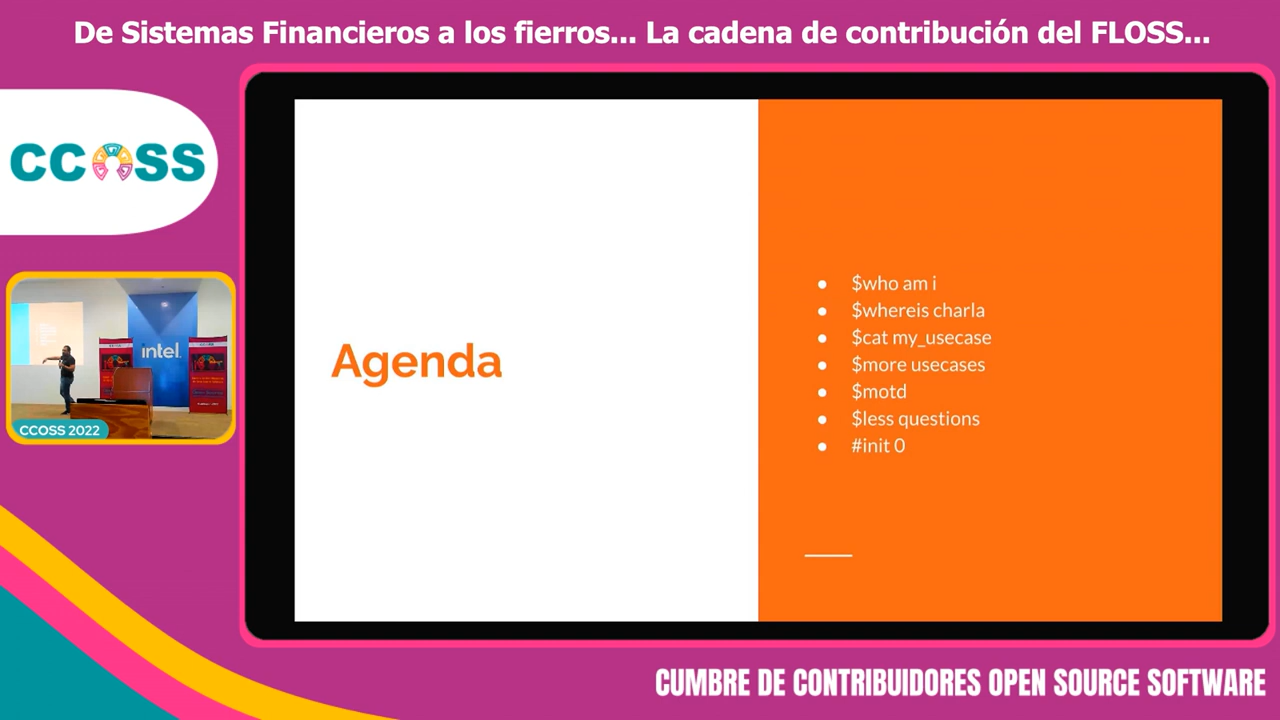 De Sistemas Financieros a los fierros... La cadena de contribución del FLOSS...
CCOSS
intel.
CCOSS 2022
Agenda
$who am i
$whereis charla
$cat my_usecase
$more usecases
$motd
$less questions
#init 0
CUMBRE DE CONTRIBUIDORES OPEN SOURCE SOFTWARE